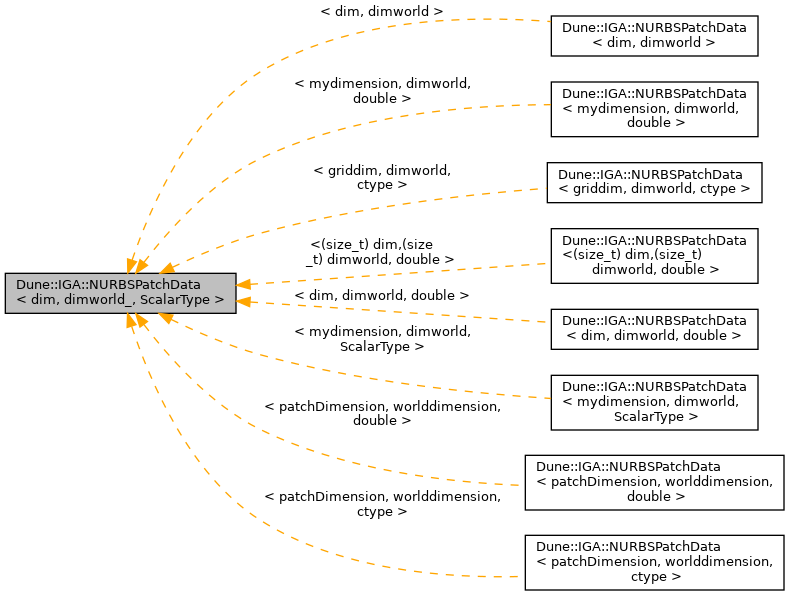 < dim, dimworld >
Dune::IGA::NURBSPatchData
< dim, dimworld >
< mydimension, dimworld,
double >
Dune::IGA::NURBSPatchData
< mydimension, dimworld,
double >
< griddim, dimworld,
ctype >
Dune::IGA::NURBSPatchData
< griddim, dimworld, ctype >
<(size_t) dim,(size
_t) dimworld, double >
Dune::IGA::NURBSPatchData
<(size_t) dim,(size_t)
dimworld, double >
Dune::IGA::NURBSPatchData
< dim, dimworld_, ScalarType >
< dim, dimworld, double >
Dune::IGA::NURBSPatchData
< dim, dimworld, double >
< mydimension, dimworld,
ScalarType >
Dune::IGA::NURBSPatchData
< mydimension, dimworld,
ScalarType >
< patchDimension, worlddimension,
double >
Dune::IGA::NURBSPatchData
< patchDimension, worlddimension,
double >
< patchDimension, worlddimension,
ctype >
Dune::IGA::NURBSPatchData
< patchDimension, worlddimension,
ctype >